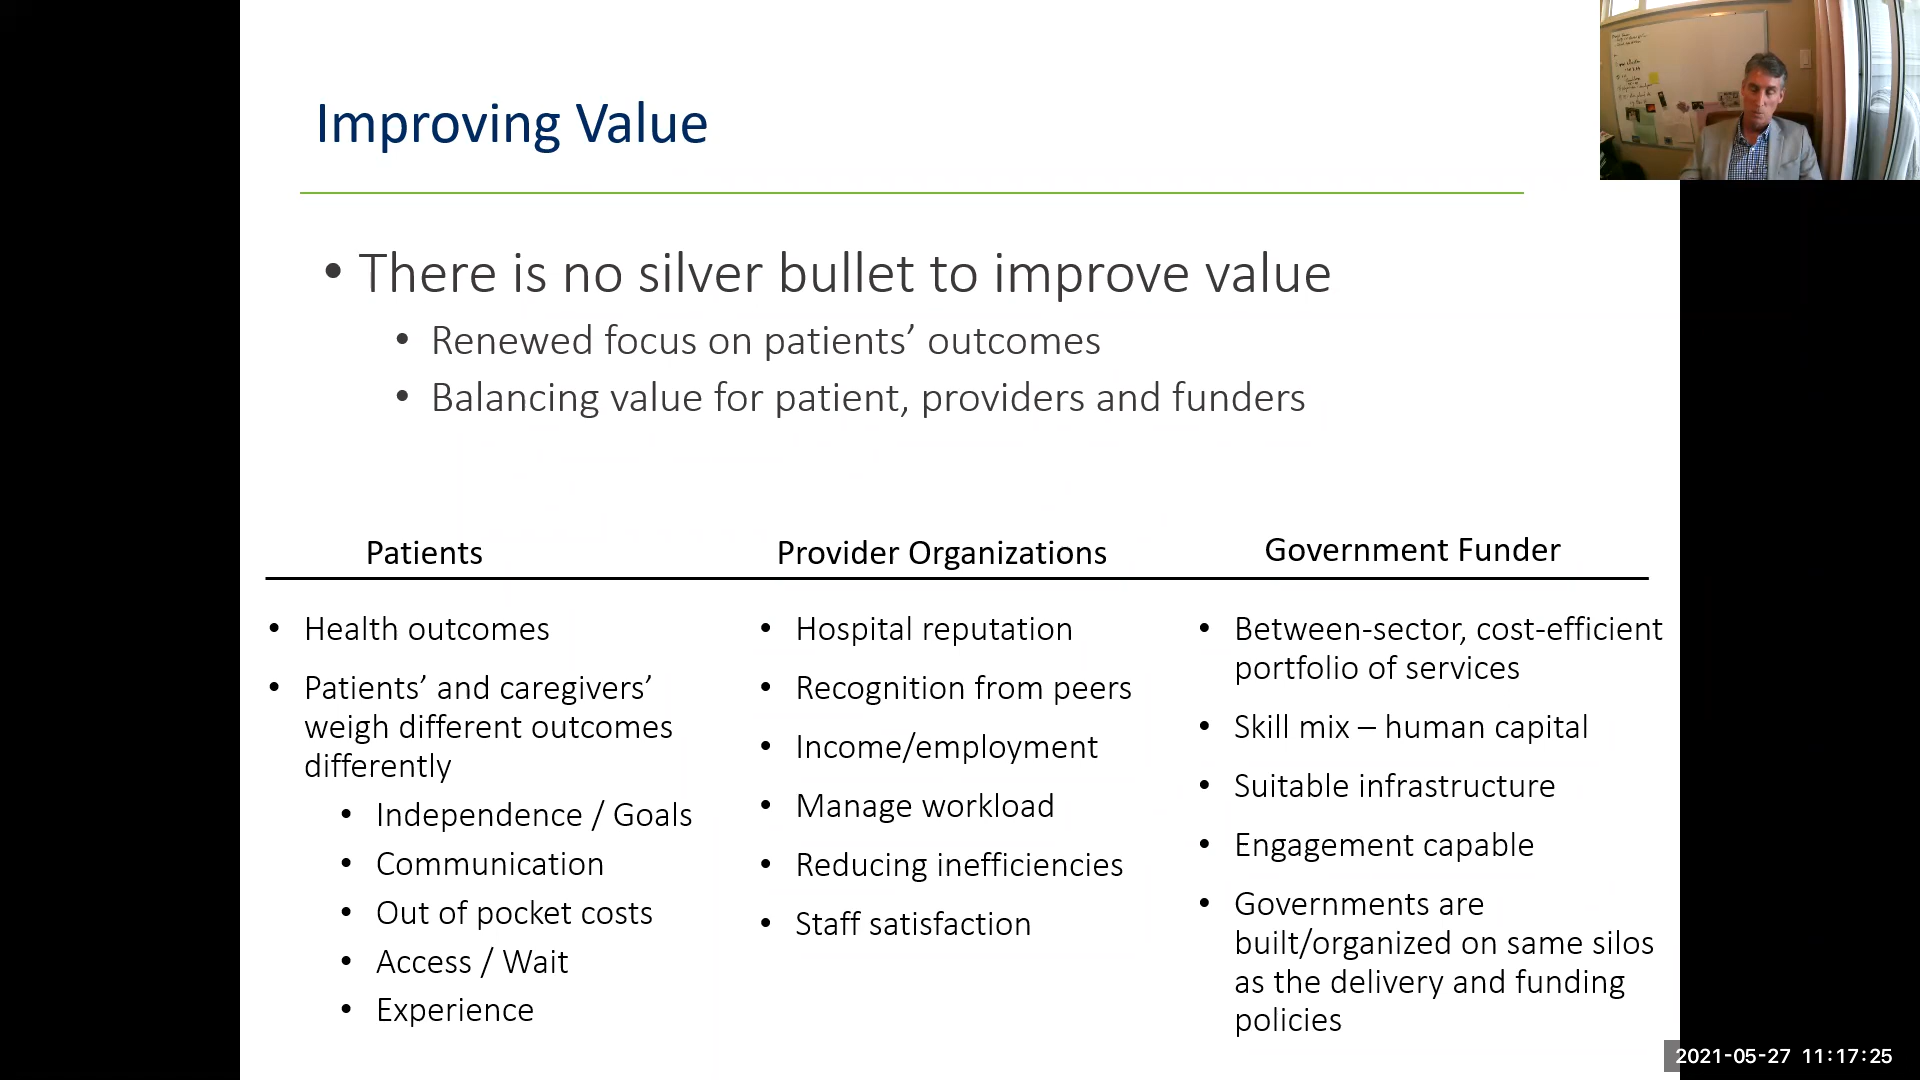 Improving Value
• There is no silver bullet to improve value
• Renewed focus on patients’ outcomes
• Balancing value for patient, providers and funders
Patients
• Health outcomes
• Patients’ and caregivers’
weigh different outcomes
differently
• Independence / Goals
• Communication
• Out of pocket costs
• Access / Wait
• Experience
Provider Organizations
• Hospital reputation
• Recognition from peers
• Income/employment
• Manage workload
• Reducing inefficiencies
• Staff satisfaction
Government Funder
• Between-sector, cost-efficient
portfolio of services
• Skill mix – human capital
• Suitable infrastructure
• Engagement capable
• Governments are
built/organized on same silos
as the delivery and funding
policies
2021-05-27 11:17:25